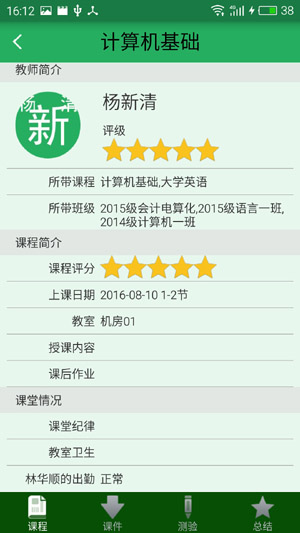 16:12
4G
38
计算机基础
教师简介
杨新清
杨新清
评级
所带课程 计算机基础,大学英语
所带班级 2015级会计电算化,2015级语言一班,
2014级计算机一班
课程简介
课程评分
上课日期 2016-08-10 1-2节
教室 机房01
授课内容
课后作业
课堂情况
课堂纪律
教室卫生
林华顺的出勤 正常
课程 课件 测验 总结